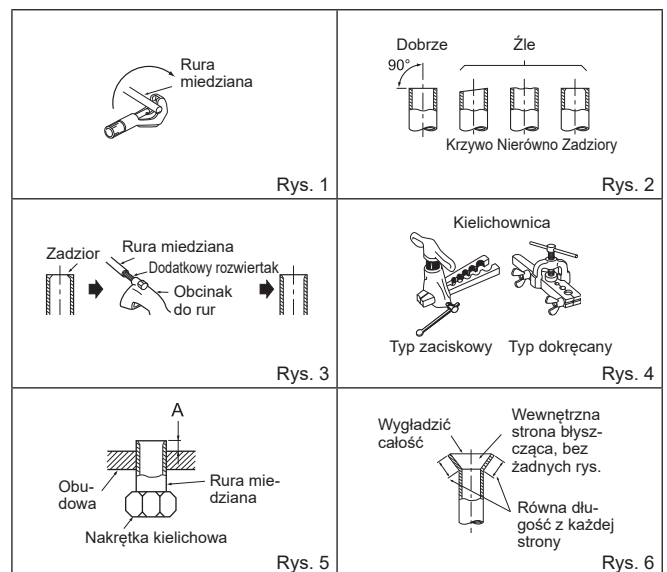 Rura
miedziana
Rys. 1
Dobrze
Źle
90°
Krzywo Nierówno Zadziory
Rys. 2
Zadzior
Rura miedziana
Dodatkowy rozwiertak
Obcinak
do rur
Rys. 3
Kielichownica
Typ zaciskowy
Typ dokręcany
Rys. 4
A
Obu-
dowa
Rura mie-
dziana
Nakrętka kielichowa
Rys. 5
Wygładzić
całość
Wewnętrzna
strona błysz-
cząca, bez
żadnych rys.
Równa dłu-
gość z każdej
strony
Rys. 6